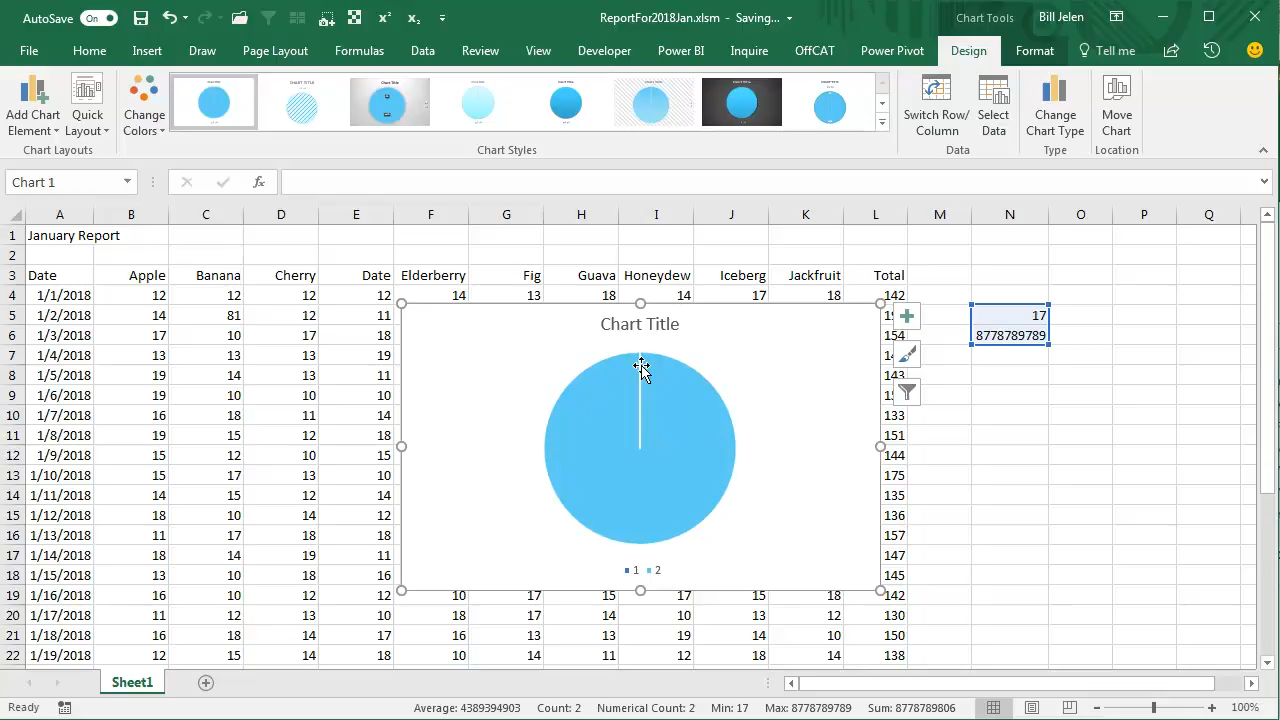 AutoSave On ReportFor2018Jan.xlsm - Saving... Chart Tools Bill Jelen
File Home Insert Draw Page Layout Formulas Data Review View Developer Power BI Inquire OffCAT Power Pivot Design Format Tell me
Add Chart Element Quick Layout Change Colors Switch Row/ Column Select Data Change Chart Type Move Chart
Chart Layouts Chart Styles Data Type Location
Chart 1 fx
A B C D E F G H I J K L M N O P Q
1 January Report
2
3 Date Apple Banana Cherry Date Elderberry Fig Guava Honeydew Iceberg Jackfruit Total
4 1/1/2018 12 12 12 12 14 13 18 14 17 18 142
5 1/2/2018 14 81 12 11 17
6 1/3/2018 17 10 17 18 154 8778789789
7 1/4/2018 13 13 13 19
8 1/5/2018 19 14 13 11 143
9 1/6/2018 19 10 10 10
10 1/7/2018 16 18 11 14 133
11 1/8/2018 19 15 12 18 151
12 1/9/2018 15 12 10 15 144
13 1/10/2018 15 17 13 10 175
14 1/11/2018 14 15 12 14 135
15 1/12/2018 18 10 14 12 136
16 1/13/2018 11 17 18 18 157
17 1/14/2018 18 14 19 11 147
18 1/15/2018 13 10 18 16 145
19 1/16/2018 16 10 12 12 10 17 15 17 15 18 142
20 1/17/2018 11 12 13 10 18 17 14 10 13 12 130
21 1/18/2018 16 18 14 17 16 13 13 19 14 10 150
22 1/19/2018 12 15 14 18 10 14 11 12 18 14 138
Chart Title
1 2
Sheet1
Ready Average: 4389394903 Count: 2 Numerical Count: 2 Min: 17 Max: 8778789789 Sum: 8778789806 100%